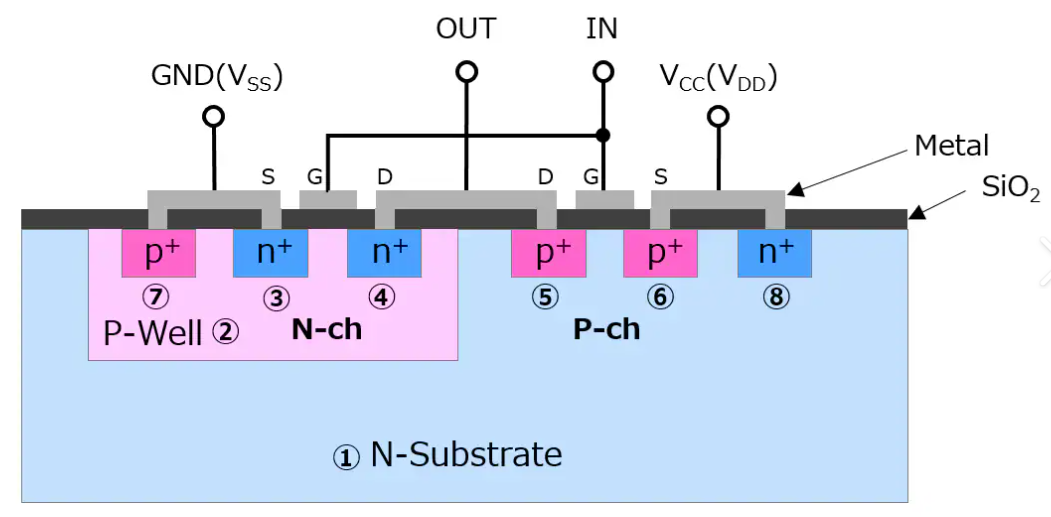 OUT
IN
GND(VSS)
VCC(VDD)
Metal
SiO2
S G D D G S
p+ n+ n+ p+ p+ n+
⑦ ③ ④ ⑤ ⑥ ⑧
P-Well ② N-ch P-ch
① N-Substrate